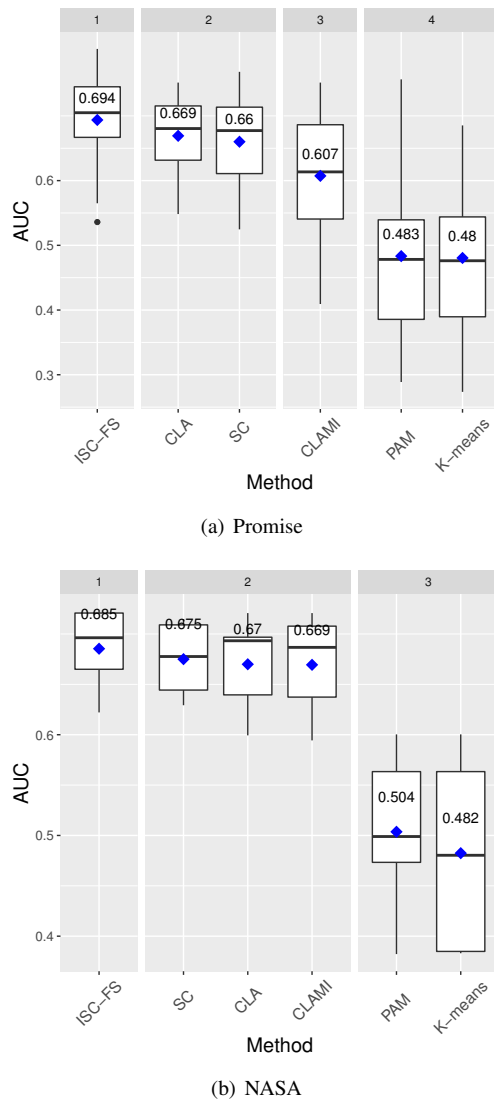 1 2 3 4
0.694 0.669 0.66 0.607 0.483 0.48
AUC
0.6
0.5
0.4
0.3
ISC−FS CLA SC CLAMI PAM K−means
Method
(a) Promise
1 2 3
0.685 0.675 0.67 0.669 0.504 0.482
AUC
0.6
0.5
0.4
ISC−FS SC CLA CLAMI PAM K−means
Method
(b) NASA